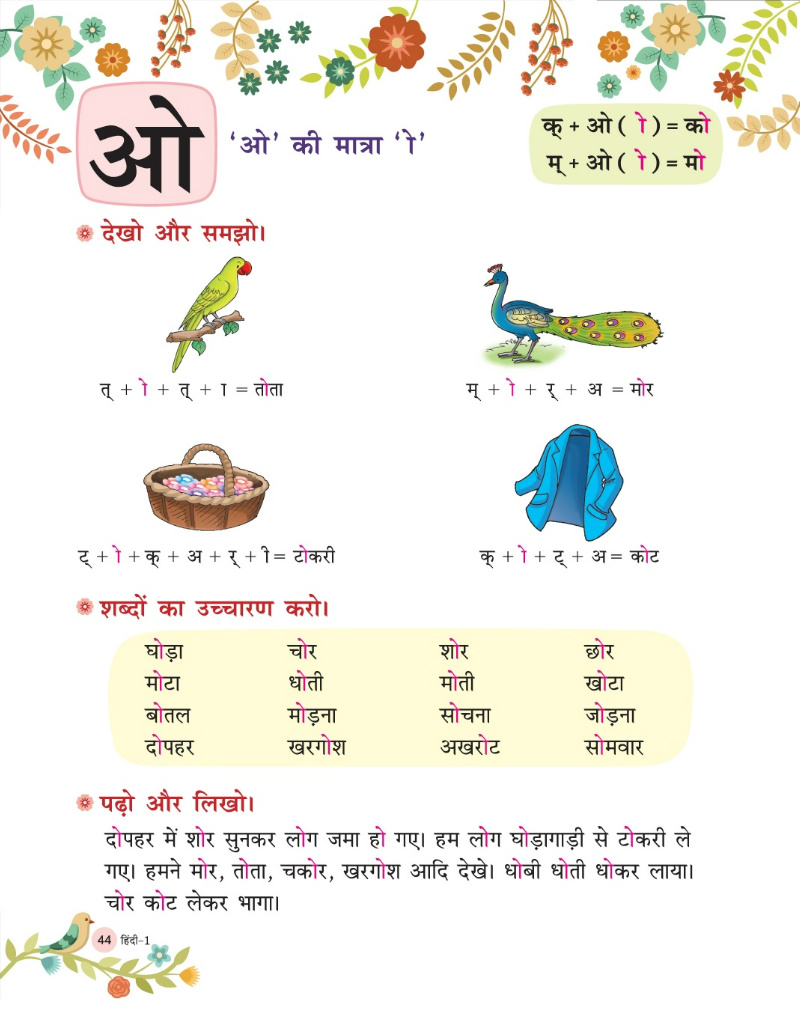 ओ
‘ओ’ की मात्रा ‘ो’
क् + ओ ( ो ) = को
म् + ओ ( ो ) = मो
देखो और समझो।
त् + ो + त् + ा = तोता
म् + ो + र् + अ = मोर
ट् + ो + क् + अ + र् + ी = टोकरी
क् + ो + ट् + अ = कोट
शब्दों का उच्चारण करो।
घोड़ा चोर शोर छोर
मोटा धोती मोती खोटा
बोतल मोड़ना सोचना जोड़ना
दोपहर खरगोश अखरोट सोमवार
पढ़ो और लिखो।
दोपहर में शोर सुनकर लोग जमा हो गए। हम लोग घोड़ागाड़ी से टोकरी ले
गए। हमने मोर, तोता, चकोर, खरगोश आदि देखे। धोबी धोती धोकर लाया।
चोर कोट लेकर भागा।
44 हिंदी-1